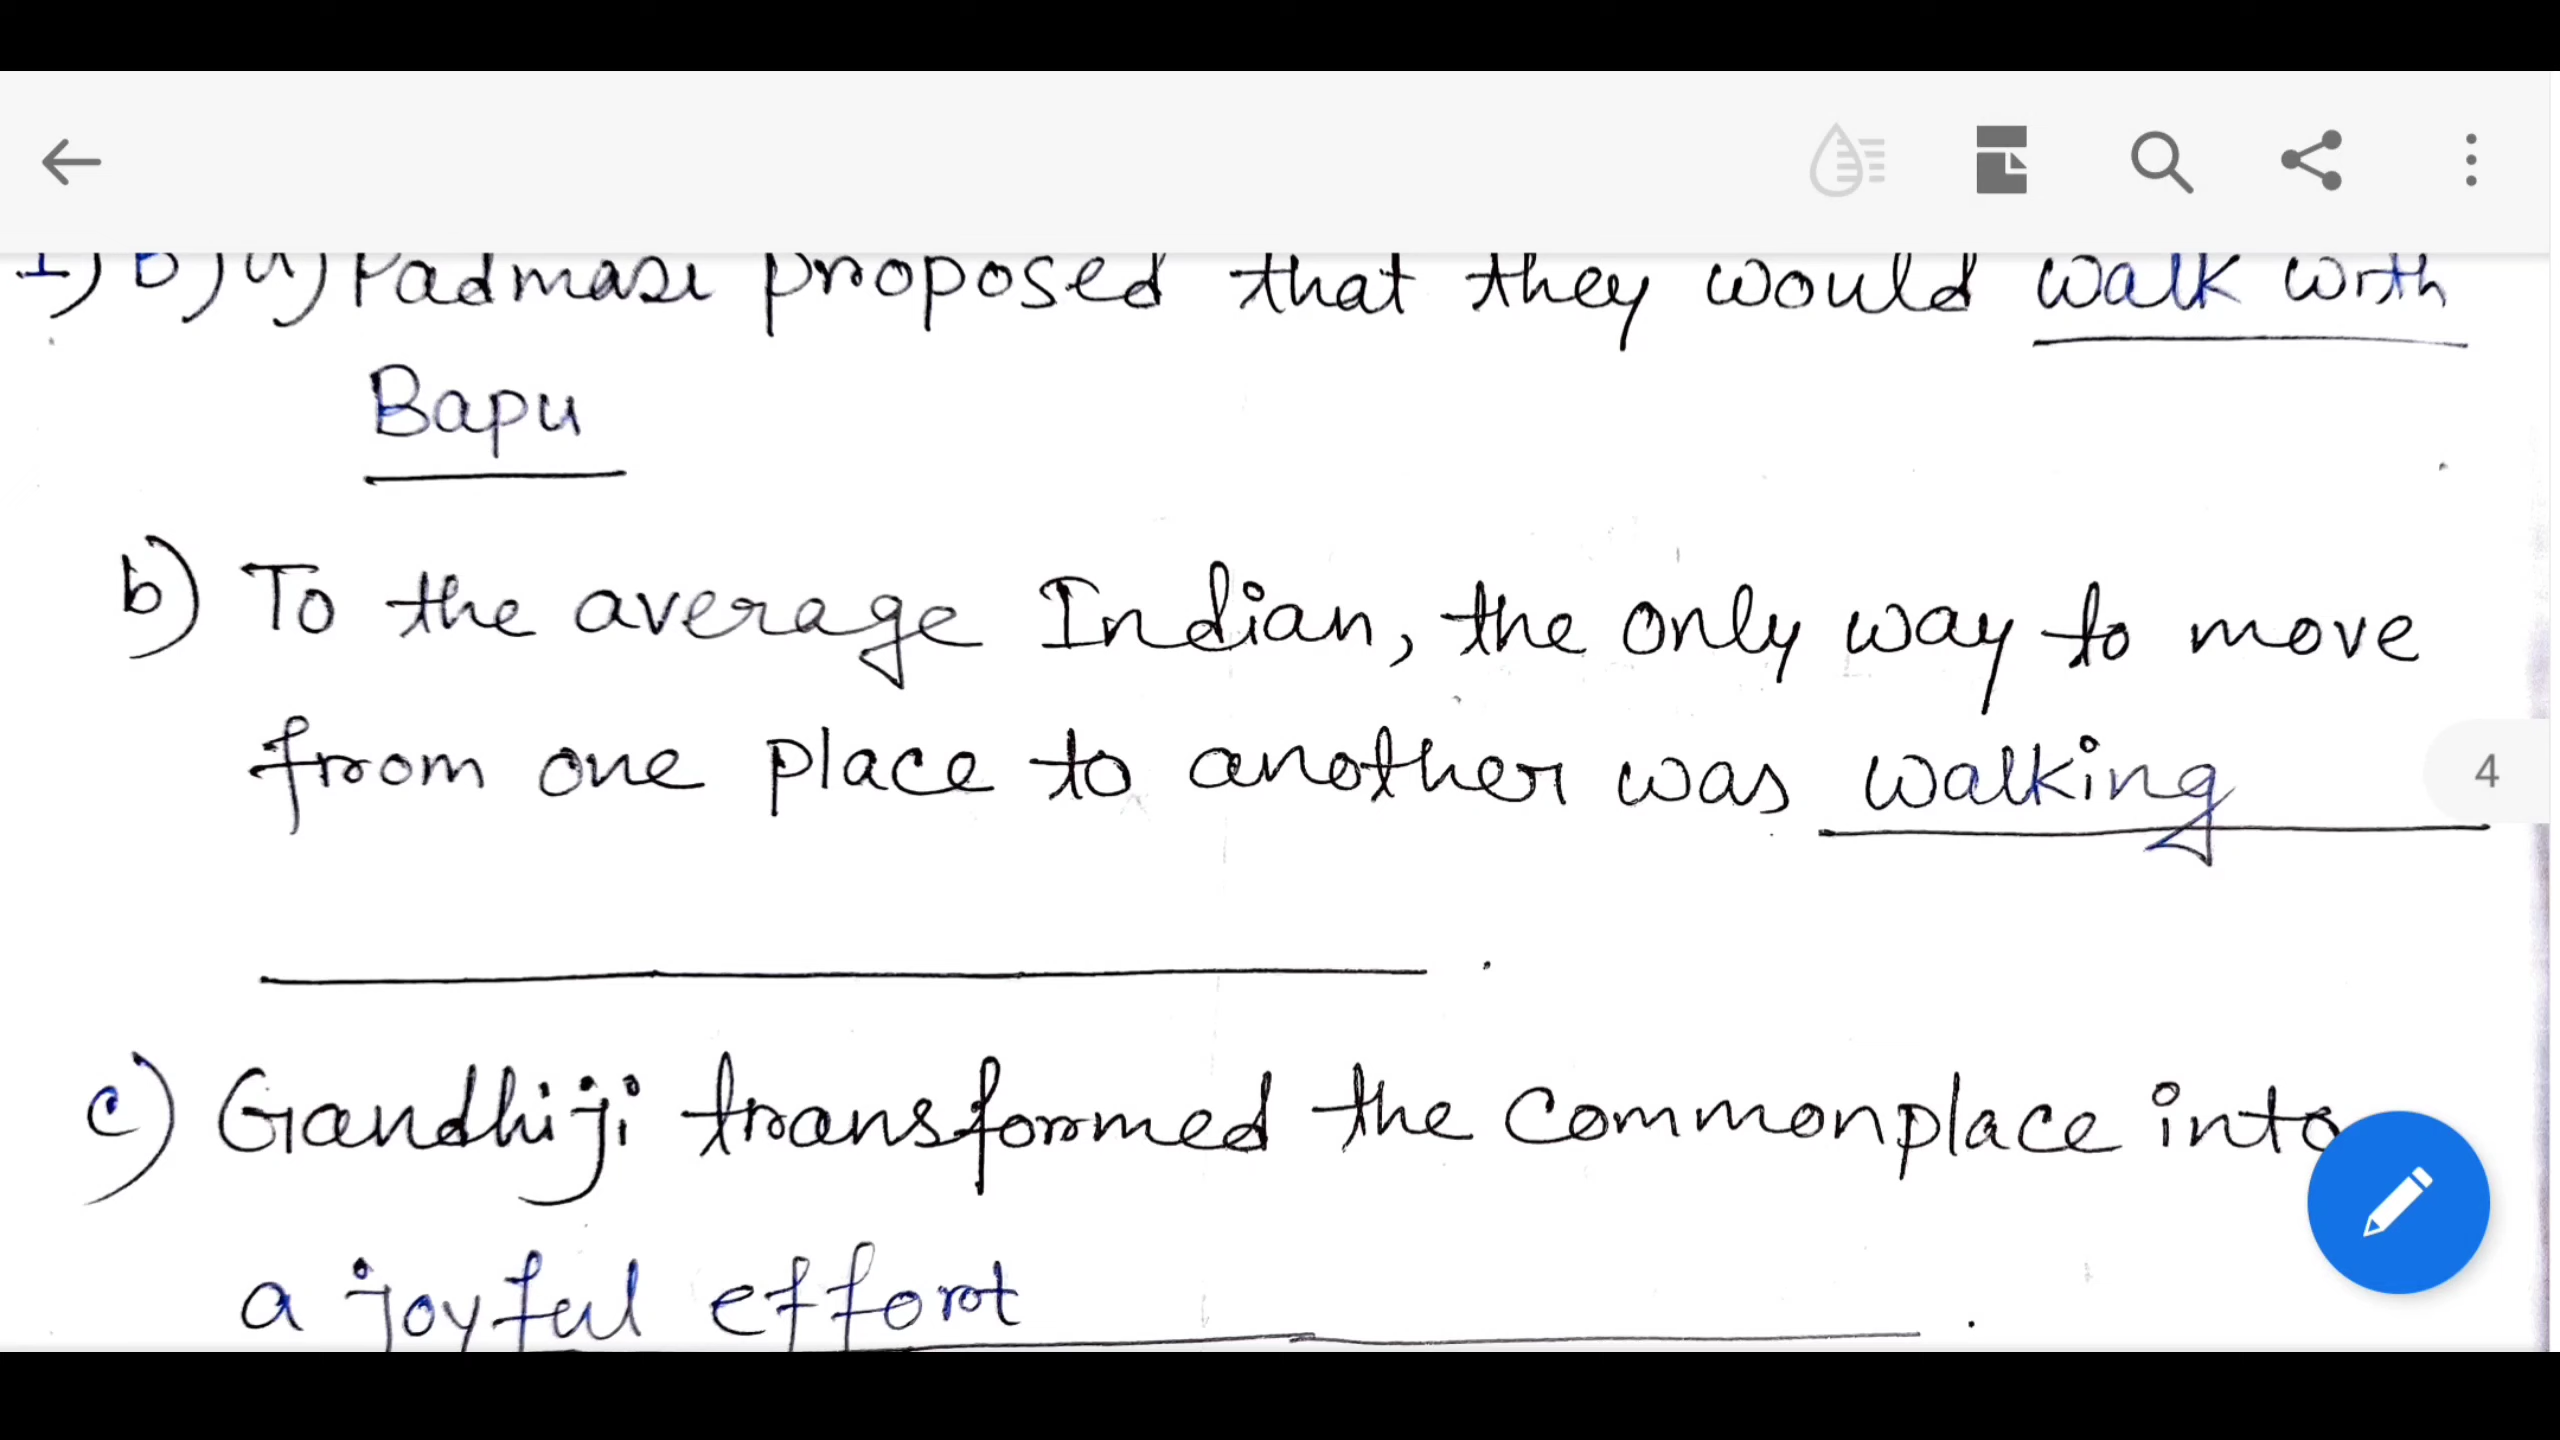 1) B) a) Padmasi proposed that they would walk with
Bapu
b) To the average Indian, the only way to move
from one place to another was walking
4
.
c) Gandhiji transformed the commonplace into
a joyful effort .